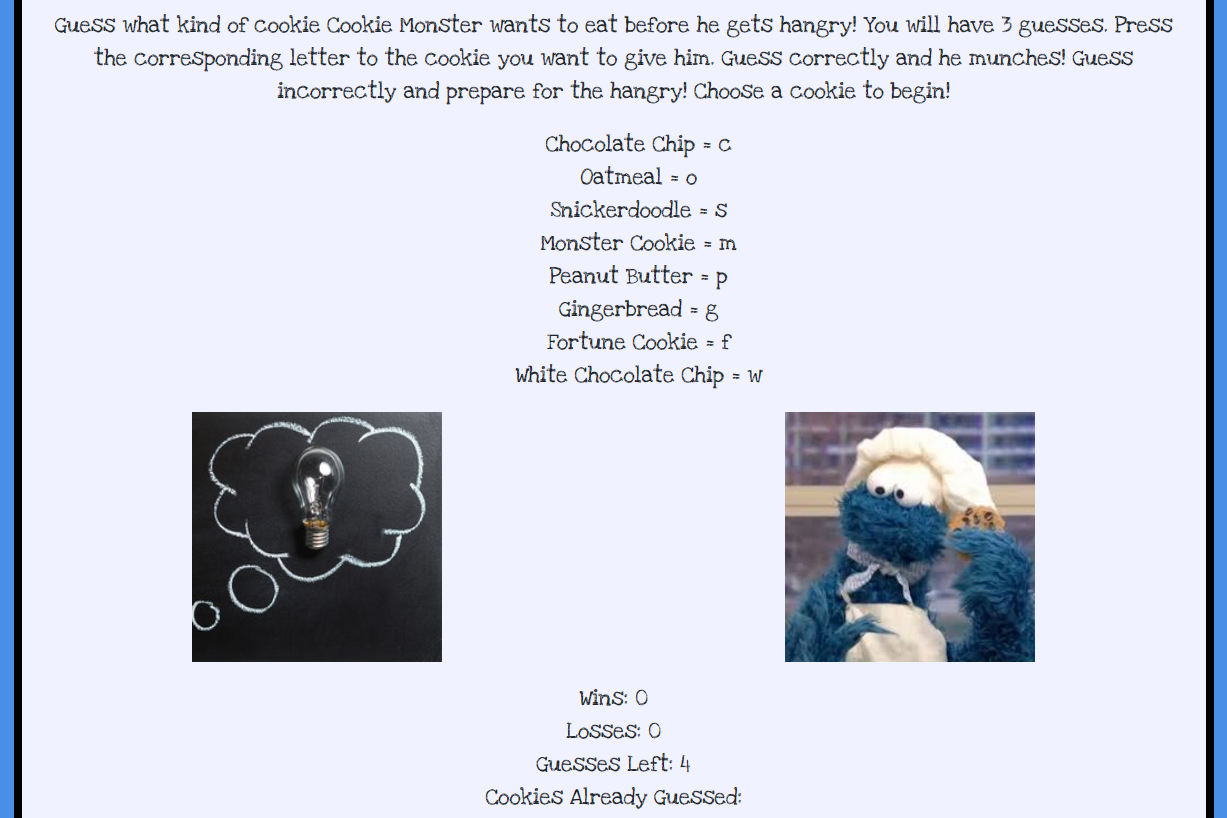 Guess what kind of cookie Cookie Monster wants to eat before he gets hangry! You will have 3 guesses. Press
the corresponding letter to the cookie you want to give him. Guess correctly and he munches! Guess
incorrectly and prepare for the hangry! Choose a cookie to begin!
Chocolate Chip = c
Oatmeal = o
Snickerdoodle = s
Monster Cookie = m
Peanut Butter = p
Gingerbread = g
Fortune Cookie = f
White Chocolate Chip = w
Wins: 0
Losses: 0
Guesses Left: 4
Cookies Already Guessed: